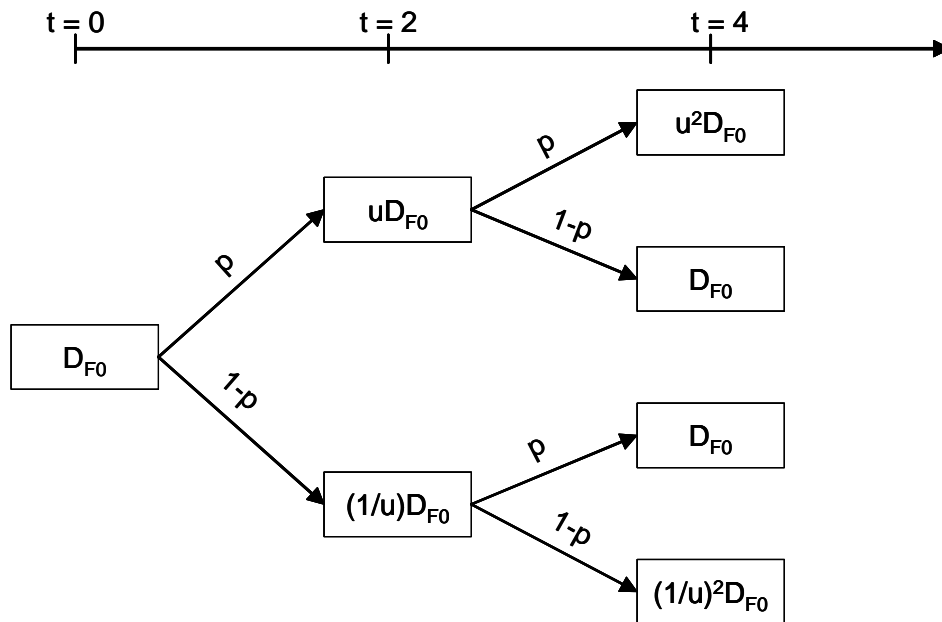 t = 0 t = 2 t = 4
u²D_F0
p
uD_F0
1-p
p
D_F0
D_F0
1-p
D_F0
p
(1/u)D_F0
1-p
(1/u)²D_F0